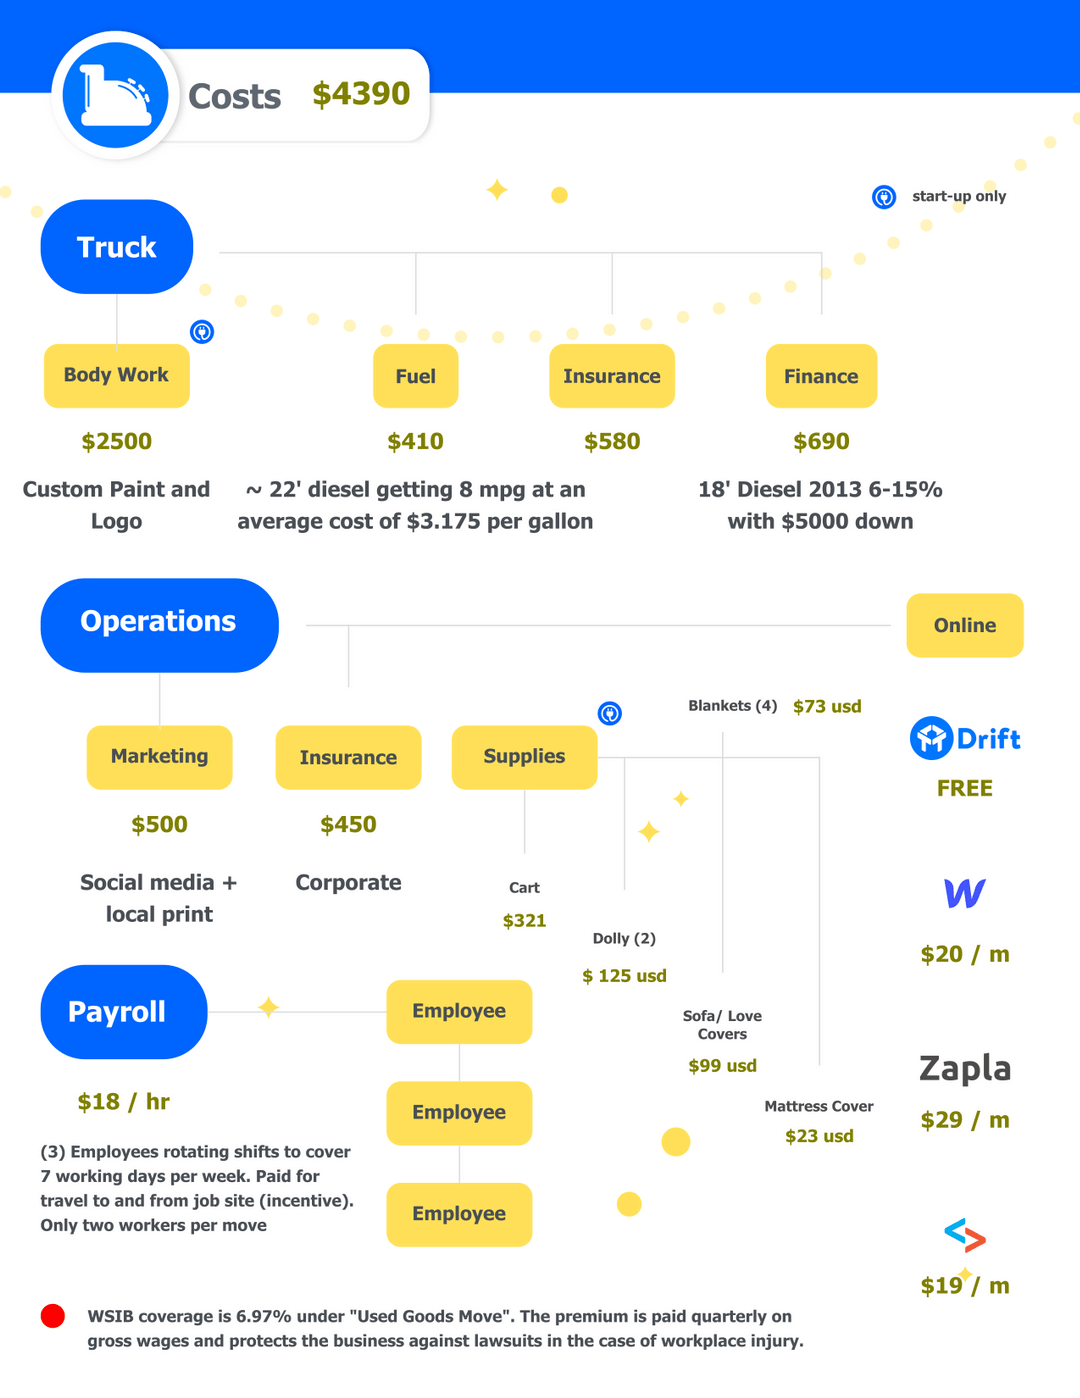 Costs $4390
start-up only
Truck
Body Work
Fuel
Insurance
Finance
$2500
$410
$580
$690
Custom Paint and
Logo
~ 22' diesel getting 8 mpg at an
average cost of $3.175 per gallon
18' Diesel 2013 6-15%
with $5000 down
Operations
Online
Marketing
Insurance
Supplies
$500
$450
Social media +
local print
Corporate
Blankets (4) $73 usd
Cart
$321
Dolly (2)
$ 125 usd
Sofa/ Love
Covers
$99 usd
Mattress Cover
$23 usd
Drift
FREE
w
$20 / m
Zapla
$29 / m
<>
$19 / m
Payroll
$18 / hr
(3) Employees rotating shifts to cover
7 working days per week. Paid for
travel to and from job site (incentive).
Only two workers per move
Employee
Employee
Employee
WSIB coverage is 6.97% under "Used Goods Move". The premium is paid quarterly on
gross wages and protects the business against lawsuits in the case of workplace injury.